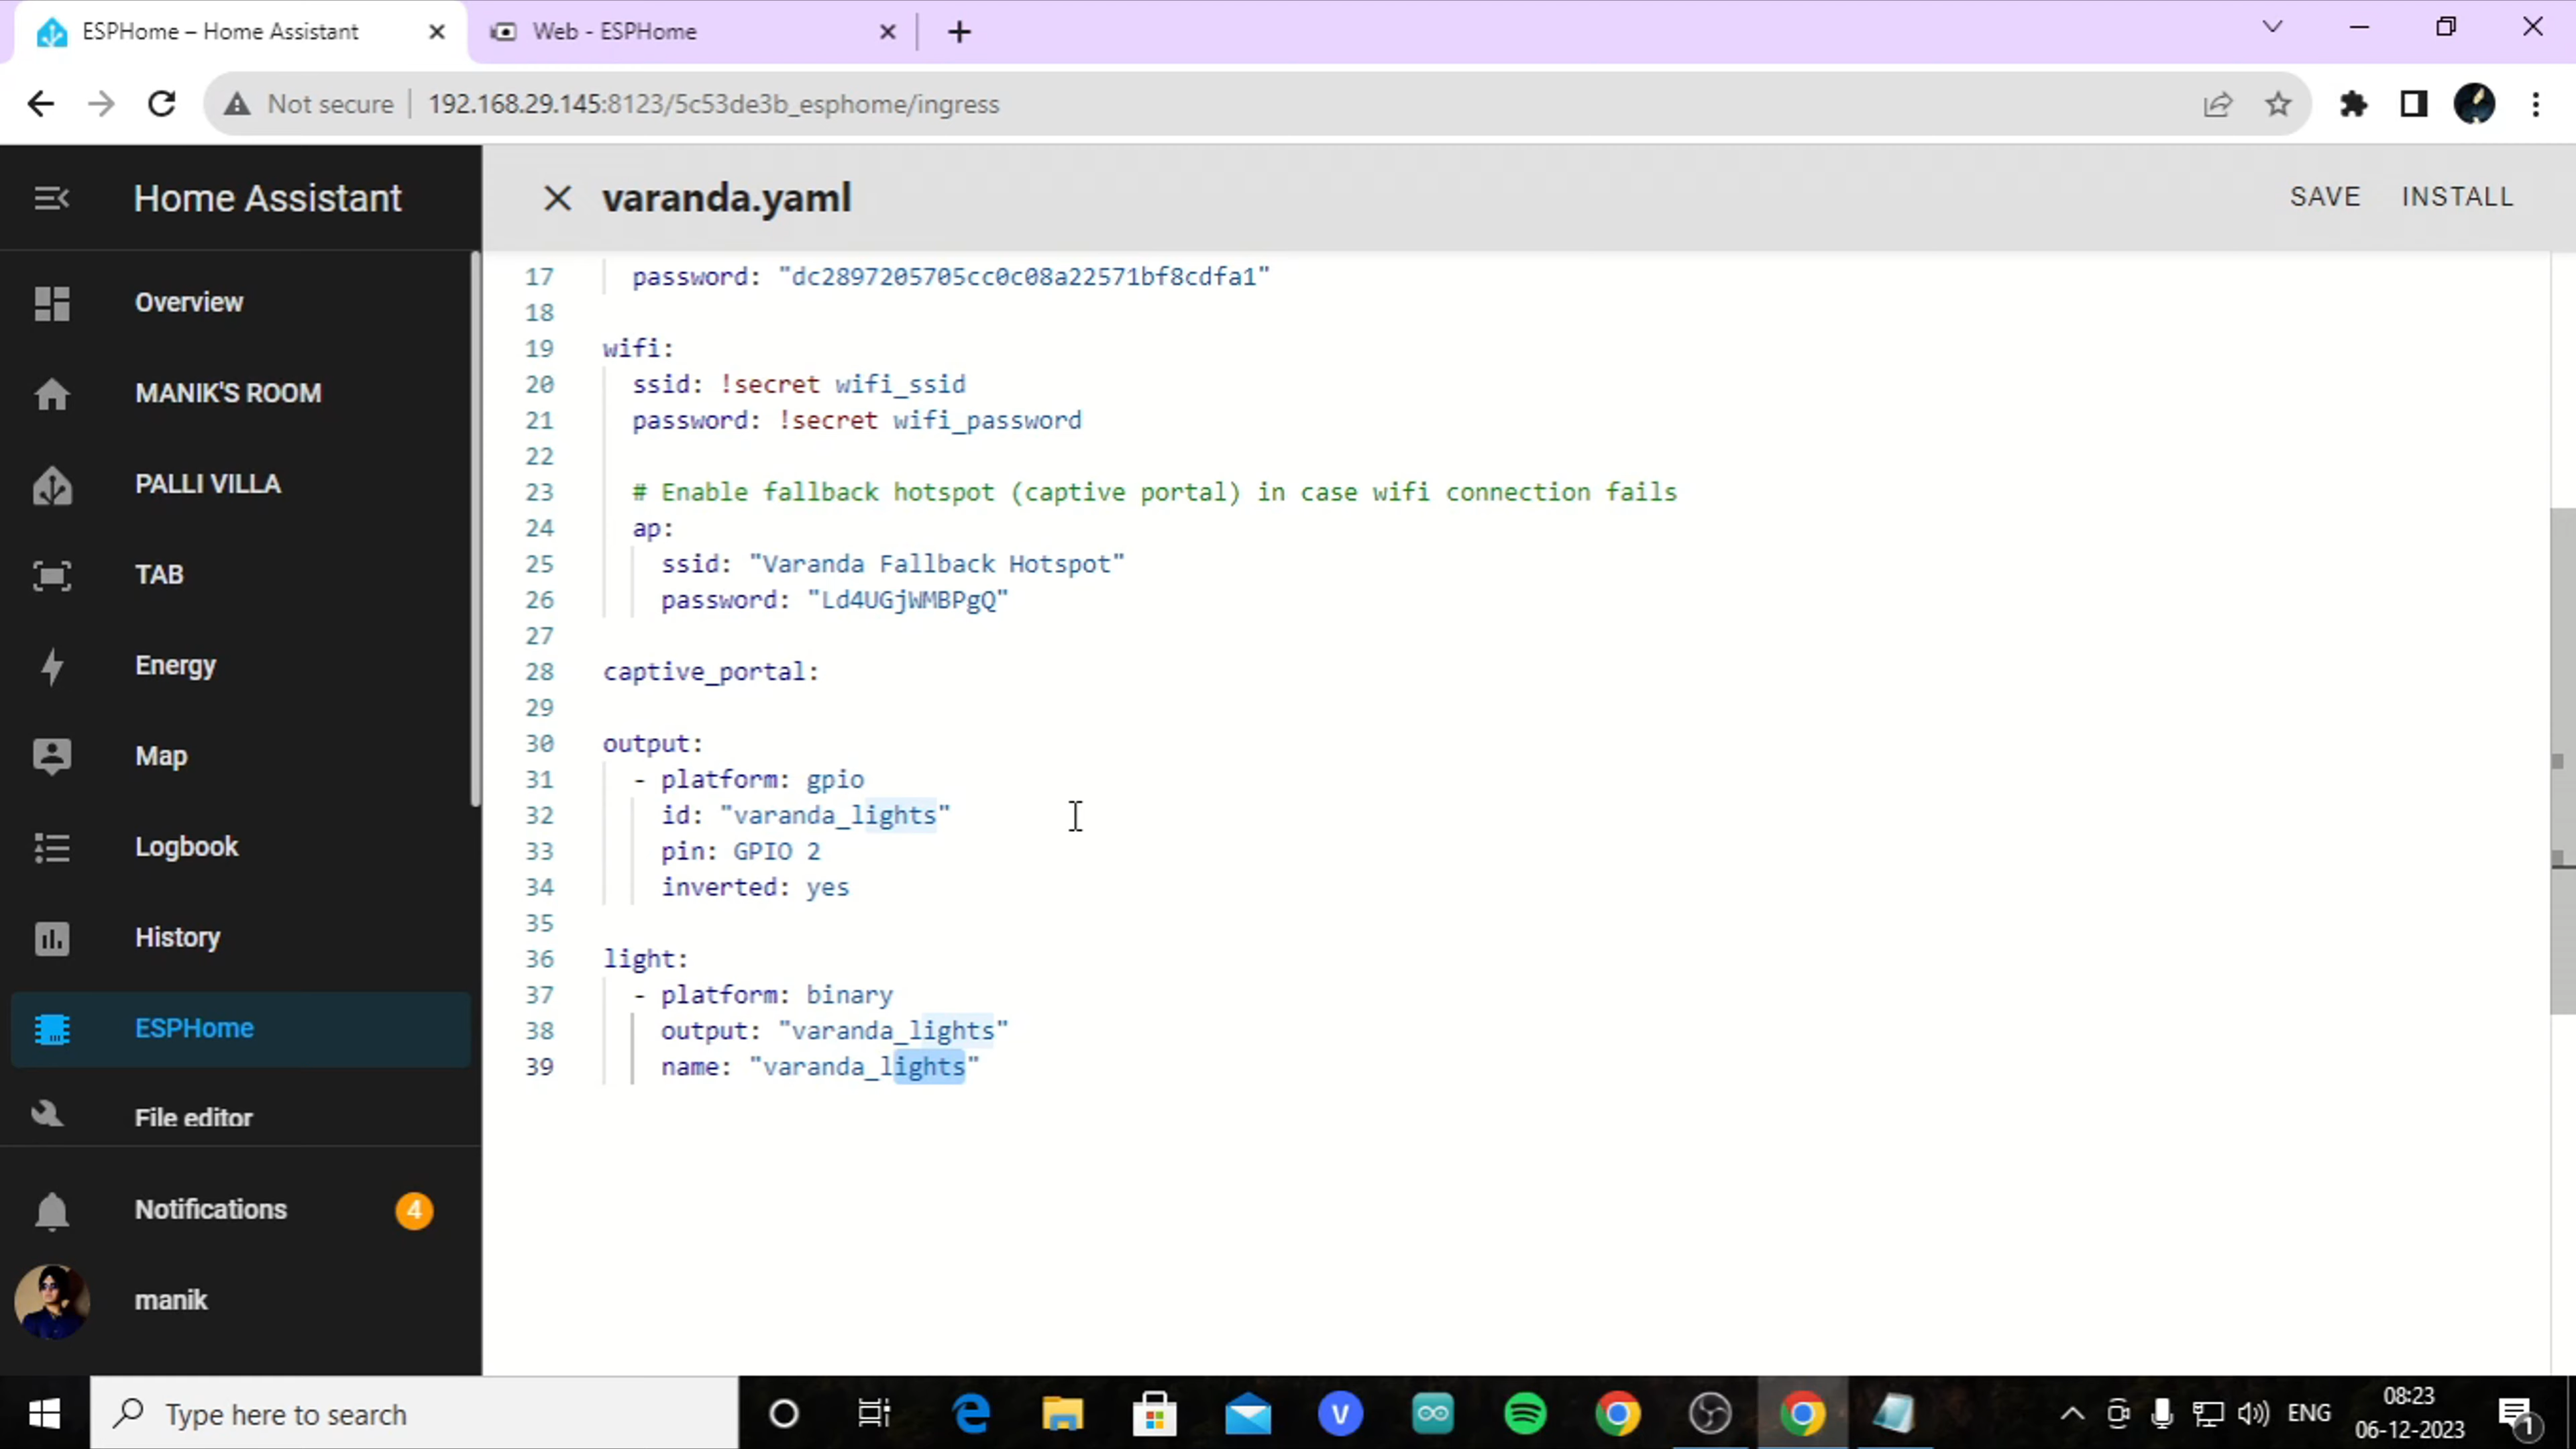 ESPHome – Home Assistant
Web - ESPHome
Not secure
192.168.29.145:8123/5c53de3b_esphome/ingress
Home Assistant
varanda.yaml
SAVE
INSTALL
Overview
MANIK'S ROOM
PALLI VILLA
TAB
Energy
Map
Logbook
History
ESPHome
File editor
Notifications
4
manik
17 password: "dc2897205705cc0c08a22571bf8cdfa1"
18
19 wifi:
20 ssid: !secret wifi_ssid
21 password: !secret wifi_password
22
23 # Enable fallback hotspot (captive portal) in case wifi connection fails
24 ap:
25 ssid: "Varanda Fallback Hotspot"
26 password: "Ld4UGjWMBPgQ"
27
28 captive_portal:
29
30 output:
31 - platform: gpio
32 id: "varanda_lights"
33 pin: GPIO 2
34 inverted: yes
35
36 light:
37 - platform: binary
38 output: "varanda_lights"
39 name: "varanda_lights"
Type here to search
V
ENG
08:23
06-12-2023
1